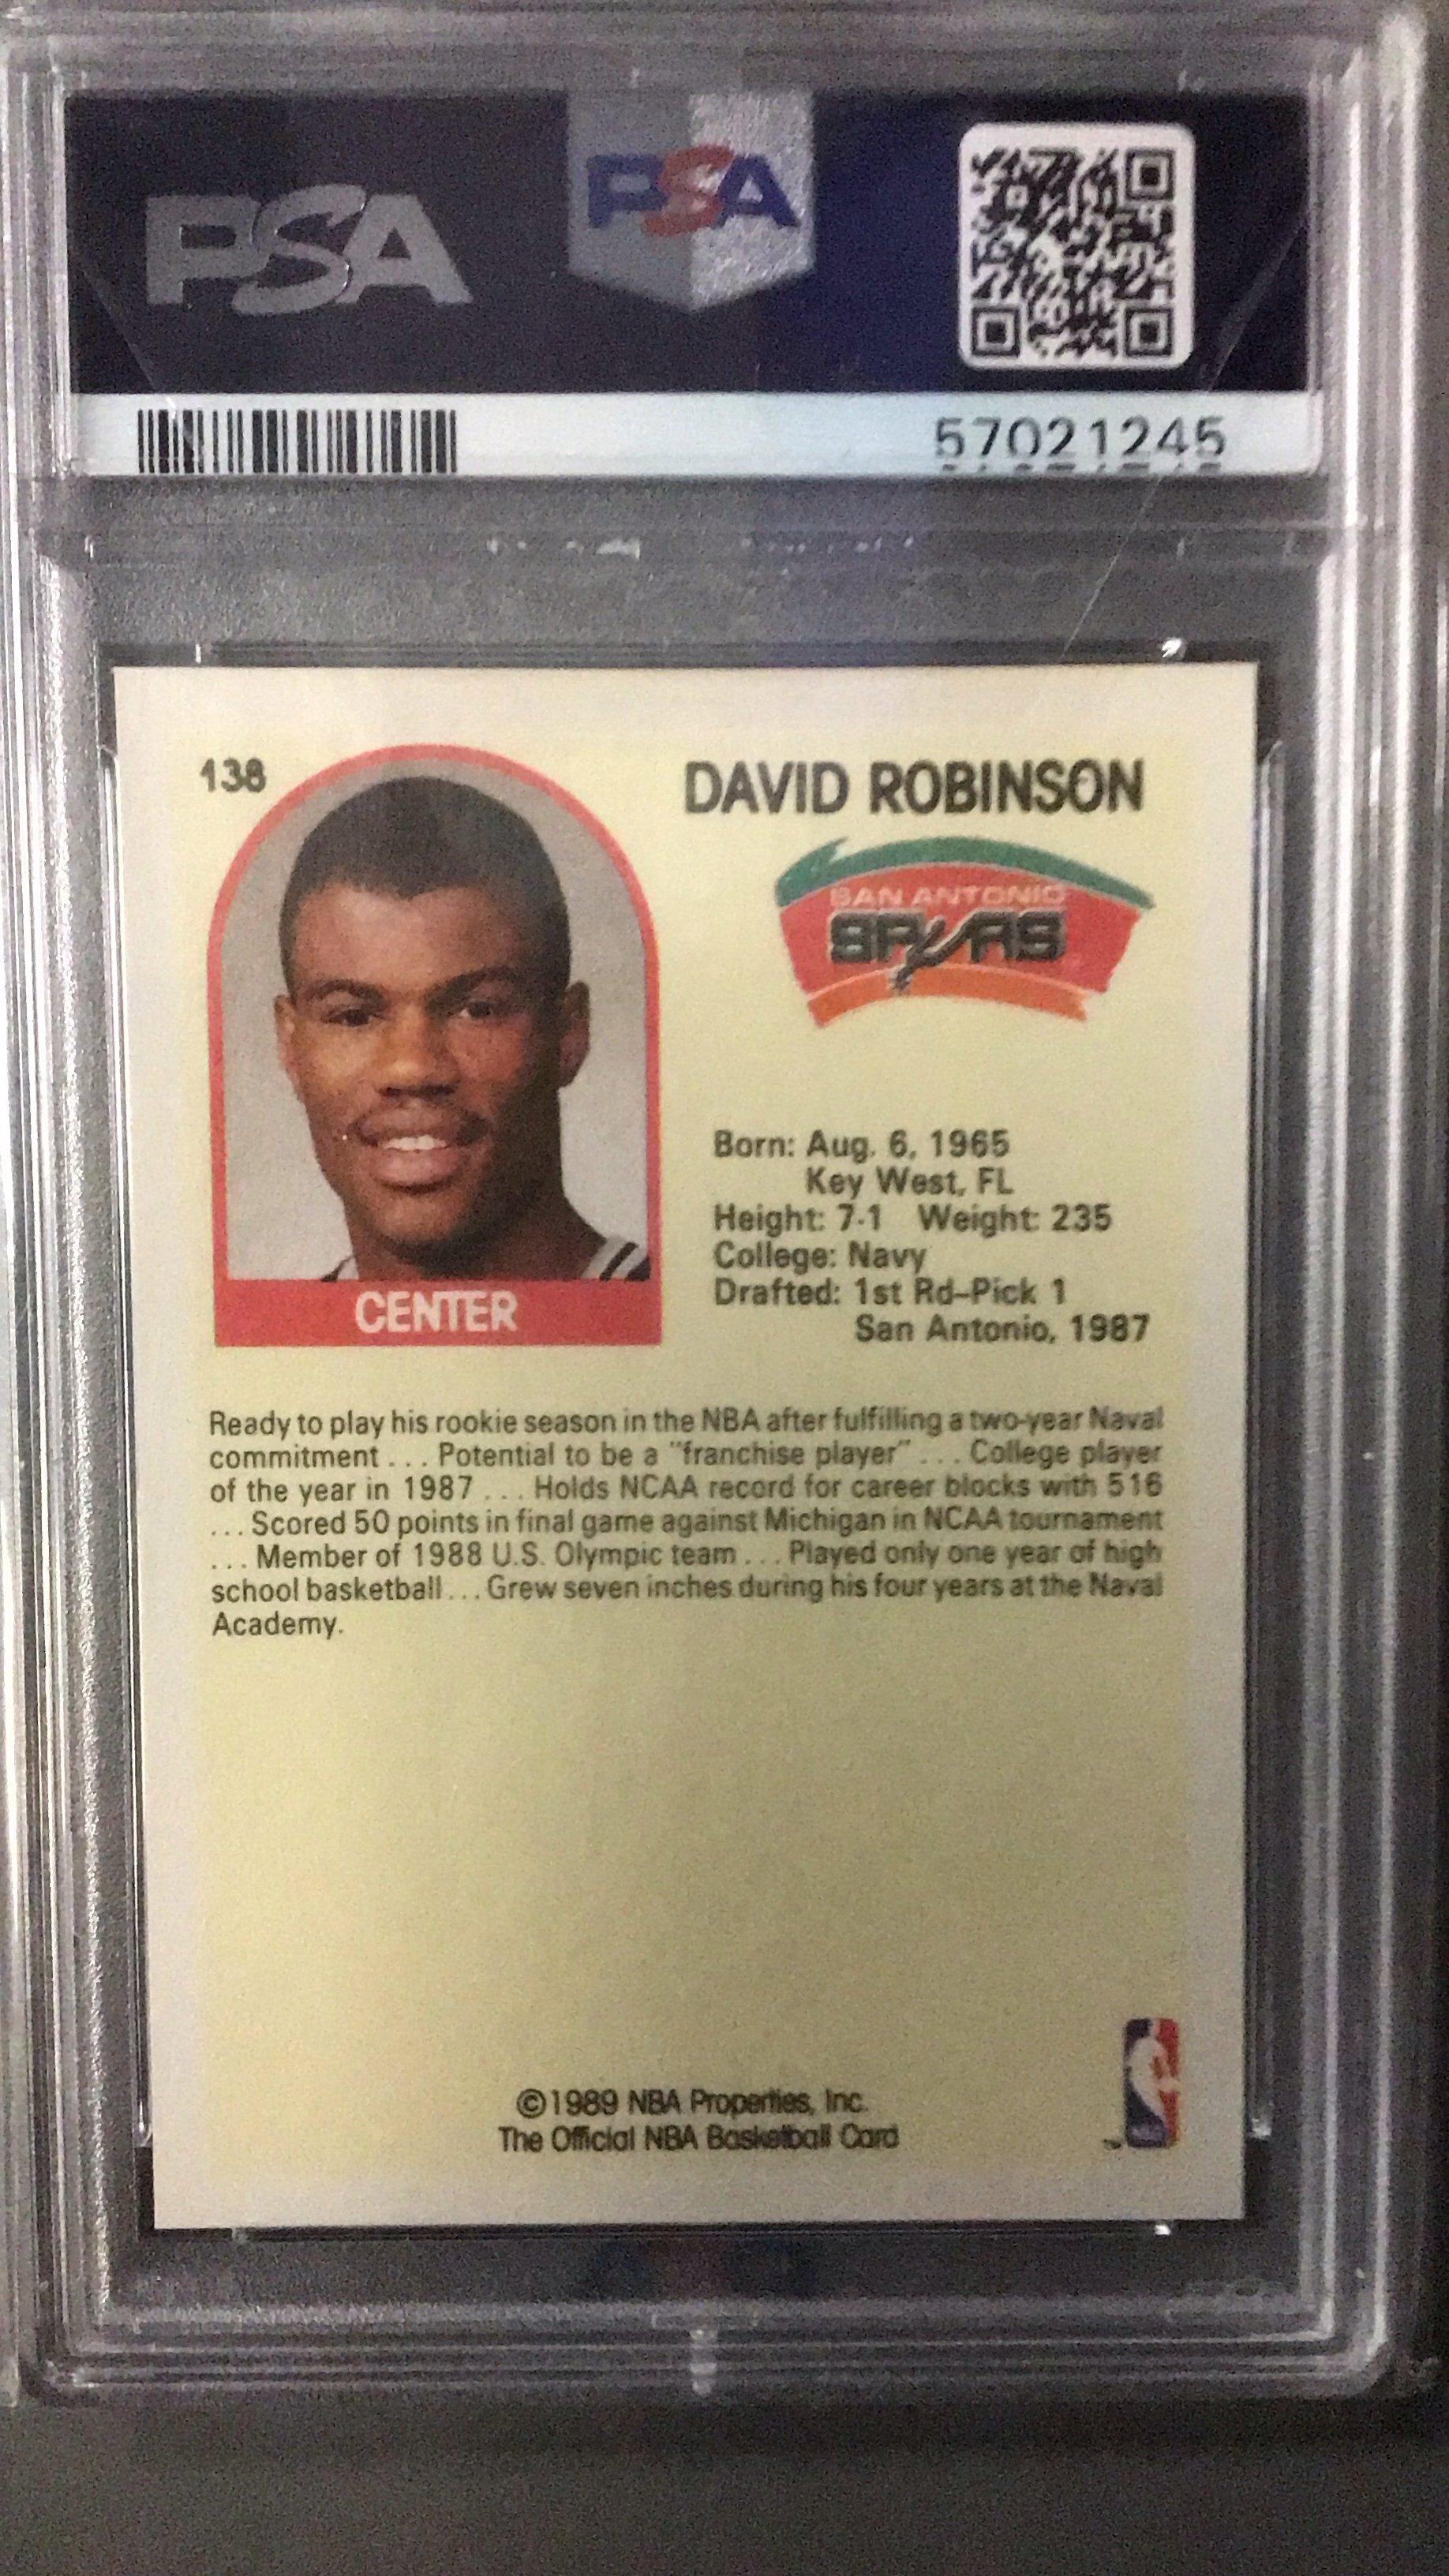 PSA
PSA
57021245
138
DAVID ROBINSON
SAN ANTONIO
SPURS
Born: Aug. 6, 1965
Key West, FL
Height: 7-1 Weight: 235
College: Navy
Drafted: 1st Rd–Pick 1
San Antonio, 1987
CENTER
Ready to play his rookie season in the NBA after fulfilling a two-year Naval
commitment ... Potential to be a "franchise player" ... College player
of the year in 1987 ... Holds NCAA record for career blocks with 516
... Scored 50 points in final game against Michigan in NCAA tournament
... Member of 1988 U.S. Olympic team ... Played only one year of high
school basketball ... Grew seven inches during his four years at the Naval
Academy.
©1989 NBA Properties, Inc.
The Official NBA Basketball Card